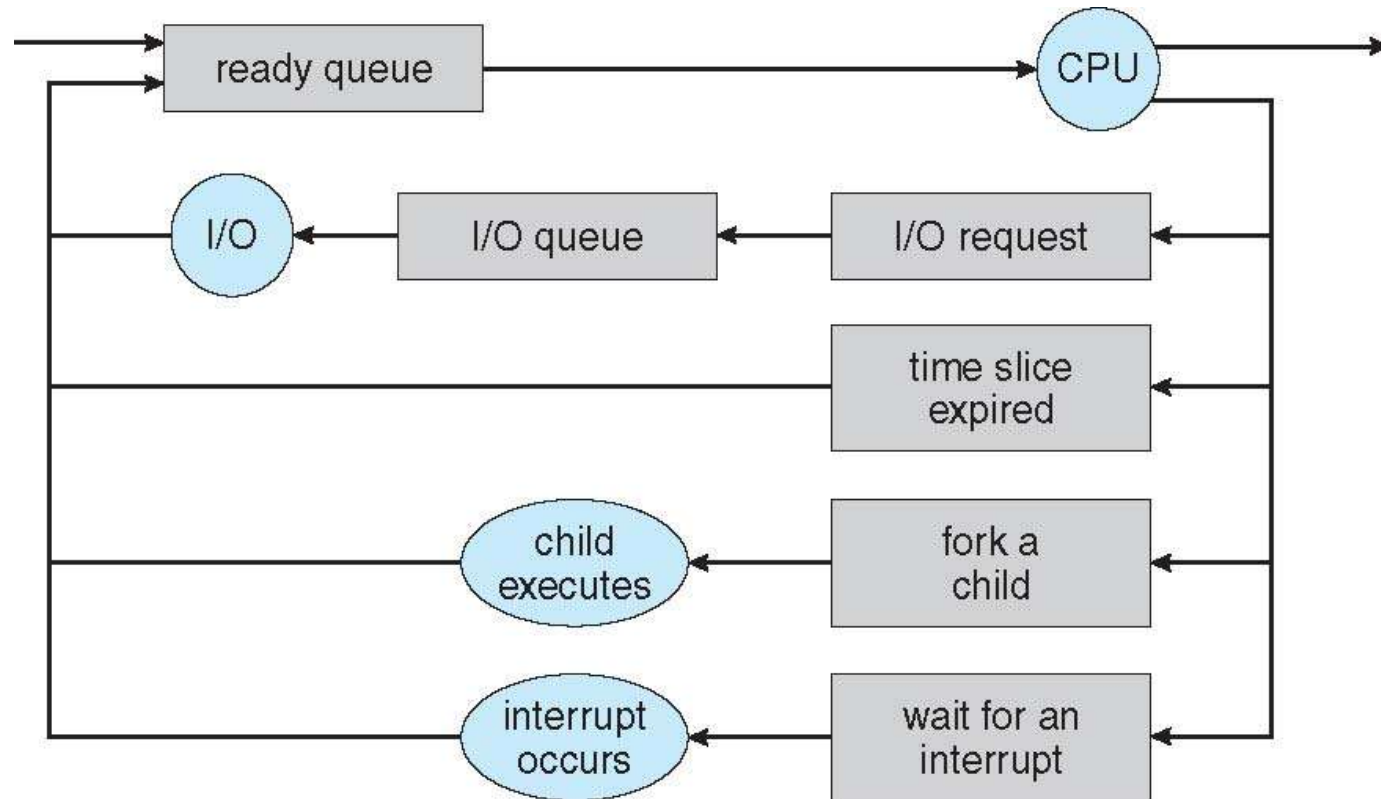 ready queue
CPU
I/O
I/O queue
I/O request
time slice
expired
child
executes
fork a
child
interrupt
occurs
wait for an
interrupt